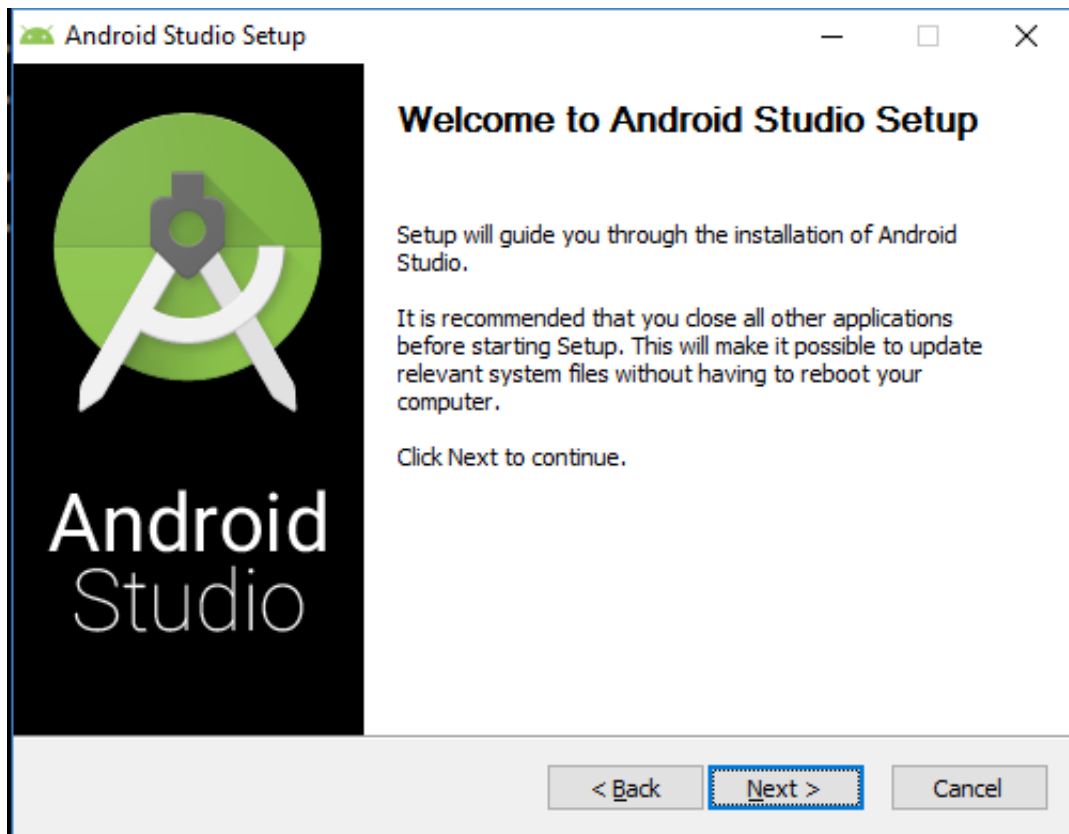 Android Studio Setup
Welcome to Android Studio Setup
Setup will guide you through the installation of Android
Studio.
It is recommended that you close all other applications
before starting Setup. This will make it possible to update
relevant system files without having to reboot your
computer.
Click Next to continue.
Android
Studio
< Back
Next >
Cancel